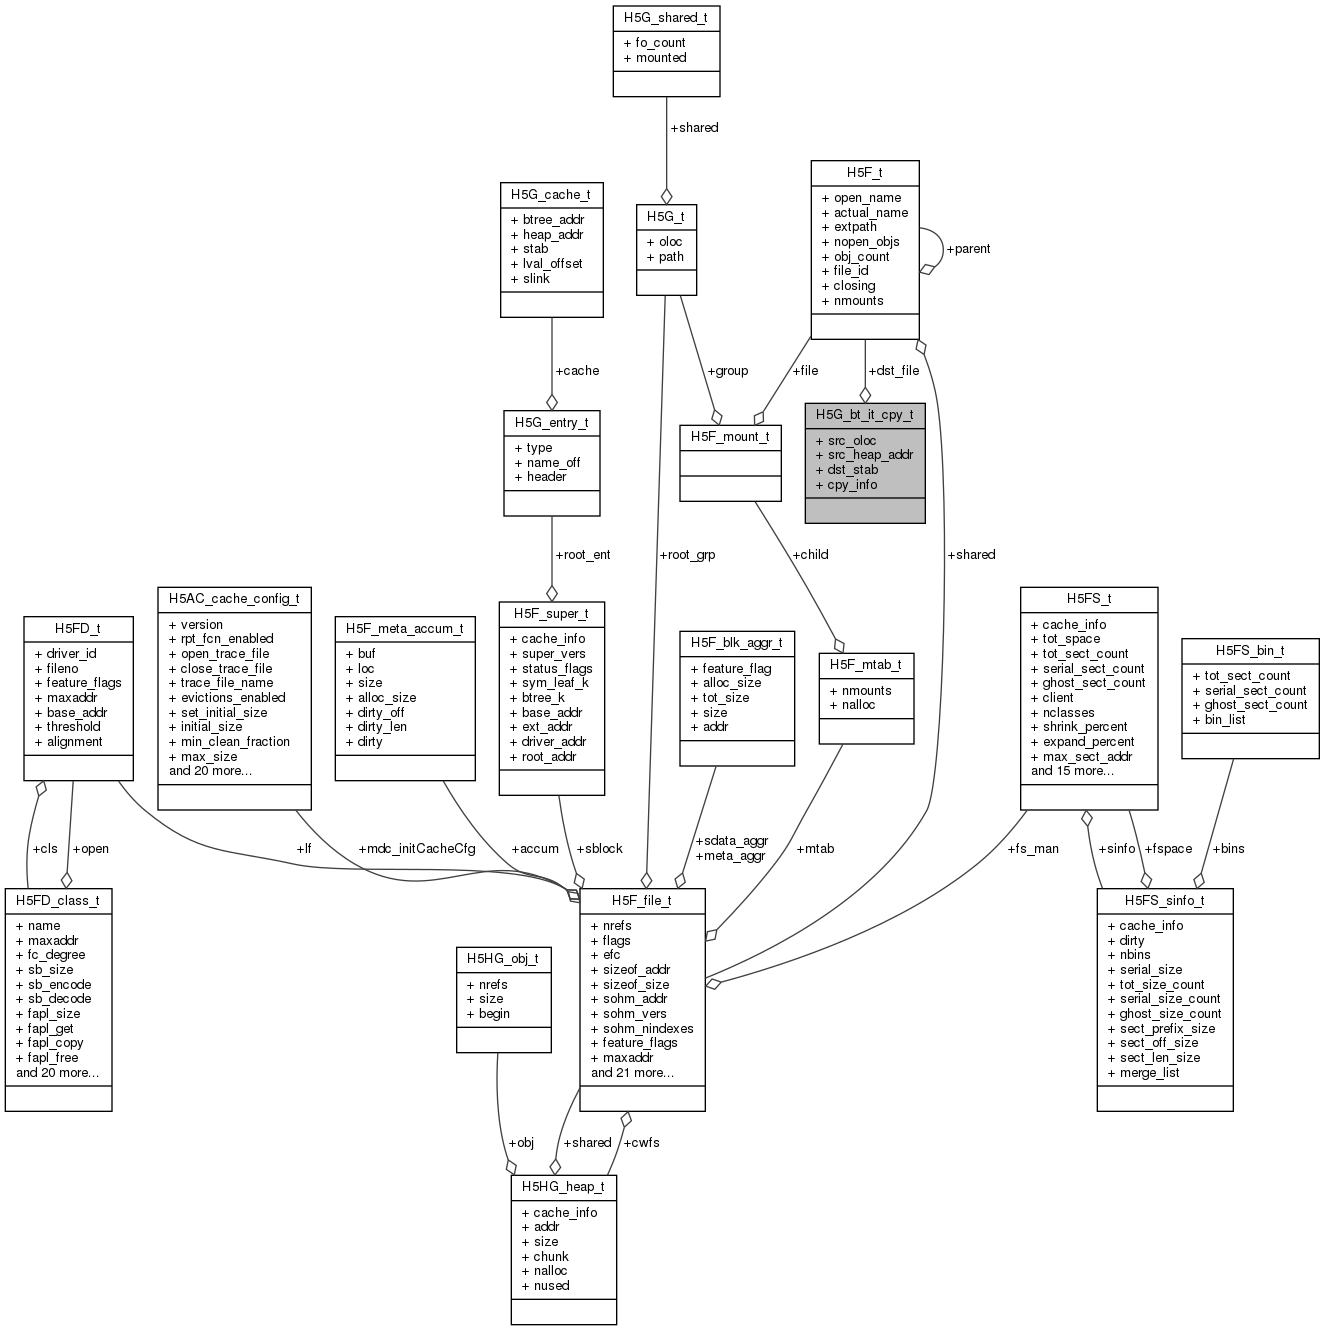 H5G_shared_t
+ fo_count
+ mounted
+shared
H5G_cache_t
+ btree_addr
+ heap_addr
+ stab
+ lval_offset
+ slink
H5G_t
+ oloc
+ path
H5F_t
+ open_name
+ actual_name
+ extpath
+ nopen_objs
+ obj_count
+ file_id
+ closing
+ nmounts
+parent
+cache
+group
+file
+dst_file
H5G_entry_t
+ type
+ name_off
+ header
H5F_mount_t
H5G_bt_it_cpy_t
+ src_oloc
+ src_heap_addr
+ dst_stab
+ cpy_info
+root_ent
+root_grp
+child
+shared
H5FD_t
+ driver_id
+ fileno
+ feature_flags
+ maxaddr
+ base_addr
+ threshold
+ alignment
H5AC_cache_config_t
+ version
+ rpt_fcn_enabled
+ open_trace_file
+ close_trace_file
+ trace_file_name
+ evictions_enabled
+ set_initial_size
+ initial_size
+ min_clean_fraction
+ max_size
and 20 more...
H5F_meta_accum_t
+ buf
+ loc
+ size
+ alloc_size
+ dirty_off
+ dirty_len
+ dirty
H5F_super_t
+ cache_info
+ super_vers
+ status_flags
+ sym_leaf_k
+ btree_k
+ base_addr
+ ext_addr
+ driver_addr
+ root_addr
H5F_blk_aggr_t
+ feature_flag
+ alloc_size
+ tot_size
+ size
+ addr
H5F_mtab_t
+ nmounts
+ nalloc
H5FS_t
+ cache_info
+ tot_space
+ tot_sect_count
+ serial_sect_count
+ ghost_sect_count
+ client
+ nclasses
+ shrink_percent
+ expand_percent
+ max_sect_addr
and 15 more...
H5FS_bin_t
+ tot_sect_count
+ serial_sect_count
+ ghost_sect_count
+ bin_list
+cls
+open
+lf
+mdc_initCacheCfg
+accum
+sblock
+sdata_aggr
+meta_aggr
+mtab
+fs_man
+sinfo
+fspace
+bins
H5FD_class_t
+ name
+ maxaddr
+ fc_degree
+ sb_size
+ sb_encode
+ sb_decode
+ fapl_size
+ fapl_get
+ fapl_copy
+ fapl_free
and 20 more...
H5HG_obj_t
+ nrefs
+ size
+ begin
H5F_file_t
+ nrefs
+ flags
+ efc
+ sizeof_addr
+ sizeof_size
+ sohm_addr
+ sohm_vers
+ sohm_nindexes
+ feature_flags
+ maxaddr
and 21 more...
H5FS_sinfo_t
+ cache_info
+ dirty
+ nbins
+ serial_size
+ tot_size_count
+ serial_size_count
+ ghost_size_count
+ sect_prefix_size
+ sect_off_size
+ sect_len_size
+ merge_list
+obj
+shared
+cwfs
H5HG_heap_t
+ cache_info
+ addr
+ size
+ chunk
+ nalloc
+ nused